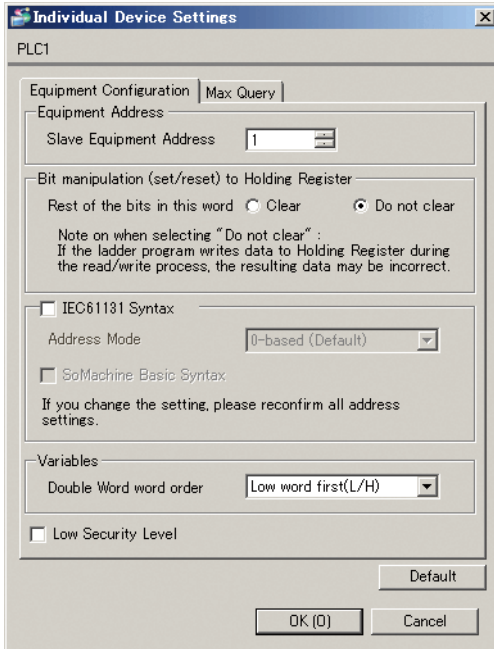 Individual Device Settings
PLC1
Equipment Configuration Max Query
Equipment Address
Slave Equipment Address 1
Bit manipulation (set/reset) to Holding Register
Rest of the bits in this word Clear Do not clear
Note on when selecting "Do not clear" :
If the ladder program writes data to Holding Register during
the read/write process, the resulting data may be incorrect.
IEC61131 Syntax
Address Mode 0-based (Default)
SoMachine Basic Syntax
If you change the setting, please reconfirm all address
settings.
Variables
Double Word word order Low word first(L/H)
Low Security Level
Default
OK (O) Cancel